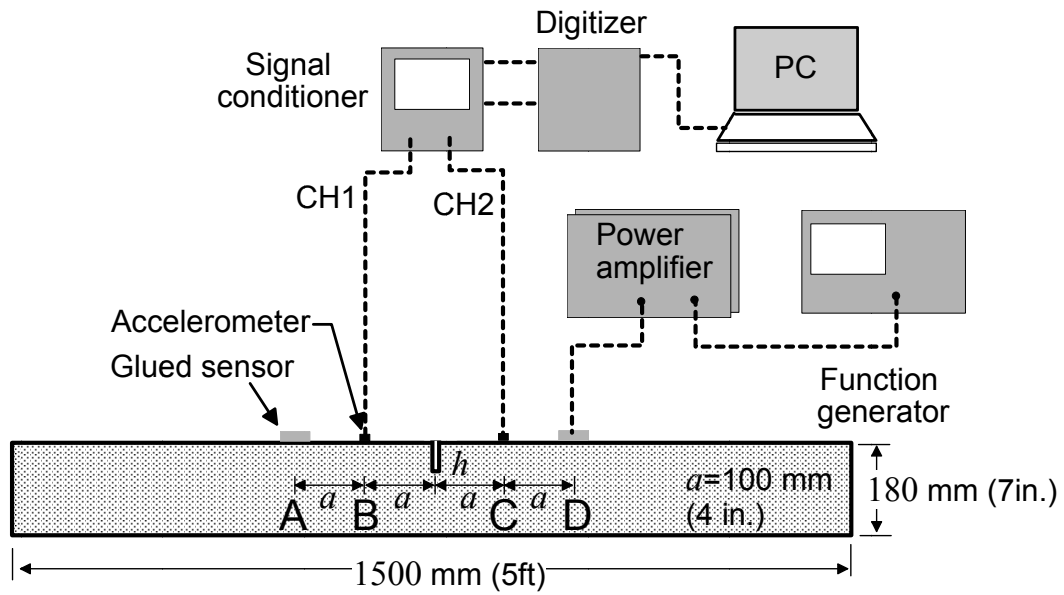 Digitizer
Signal
conditioner
PC
CH1
CH2
Power
amplifier
Accelerometer
Glued sensor
Function
generator
h
a
a
a
a
A
B
C
D
a=100 mm
(4 in.)
180 mm (7in.)
1500 mm (5ft)